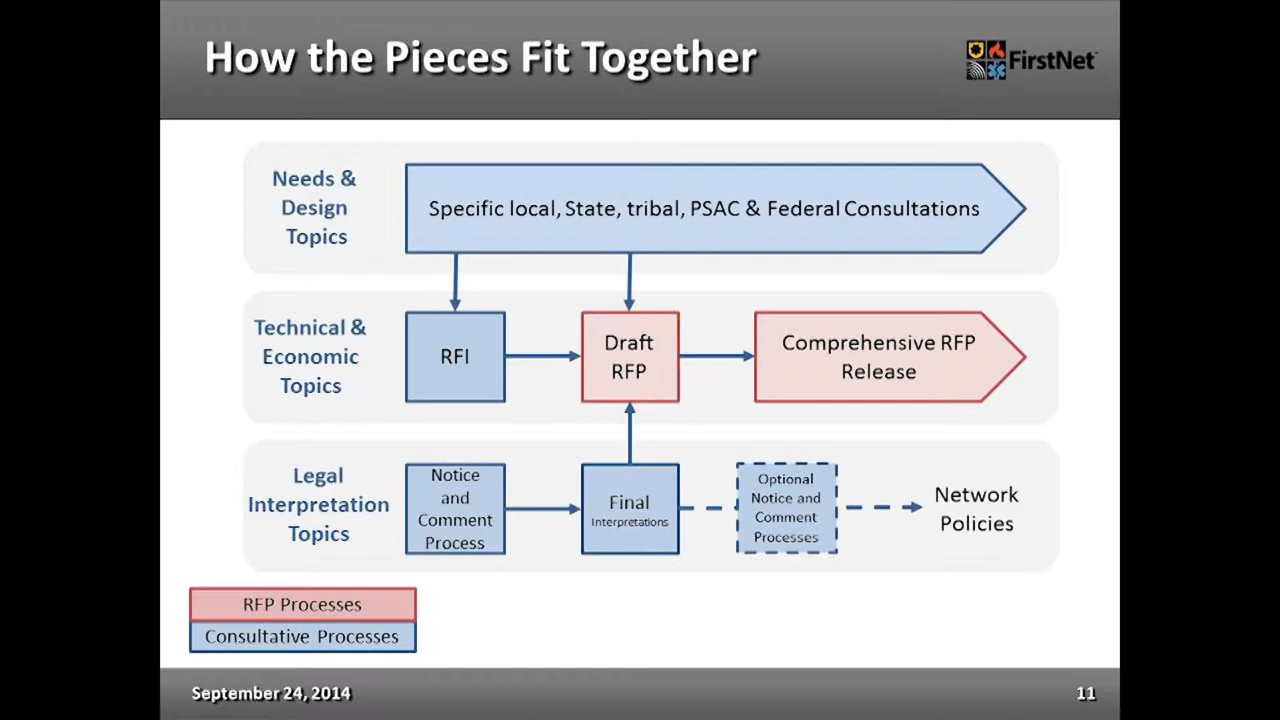 How the Pieces Fit Together
FirstNet™
Needs &
Design
Topics
Specific local, State, tribal, PSAC & Federal Consultations
Technical &
Economic
Topics
RFI
Draft
RFP
Comprehensive RFP
Release
Legal
Interpretation
Topics
Notice
and
Comment
Process
Final
Interpretations
Optional
Notice and
Comment
Processes
Network
Policies
RFP Processes
Consultative Processes
September 24, 2014
11